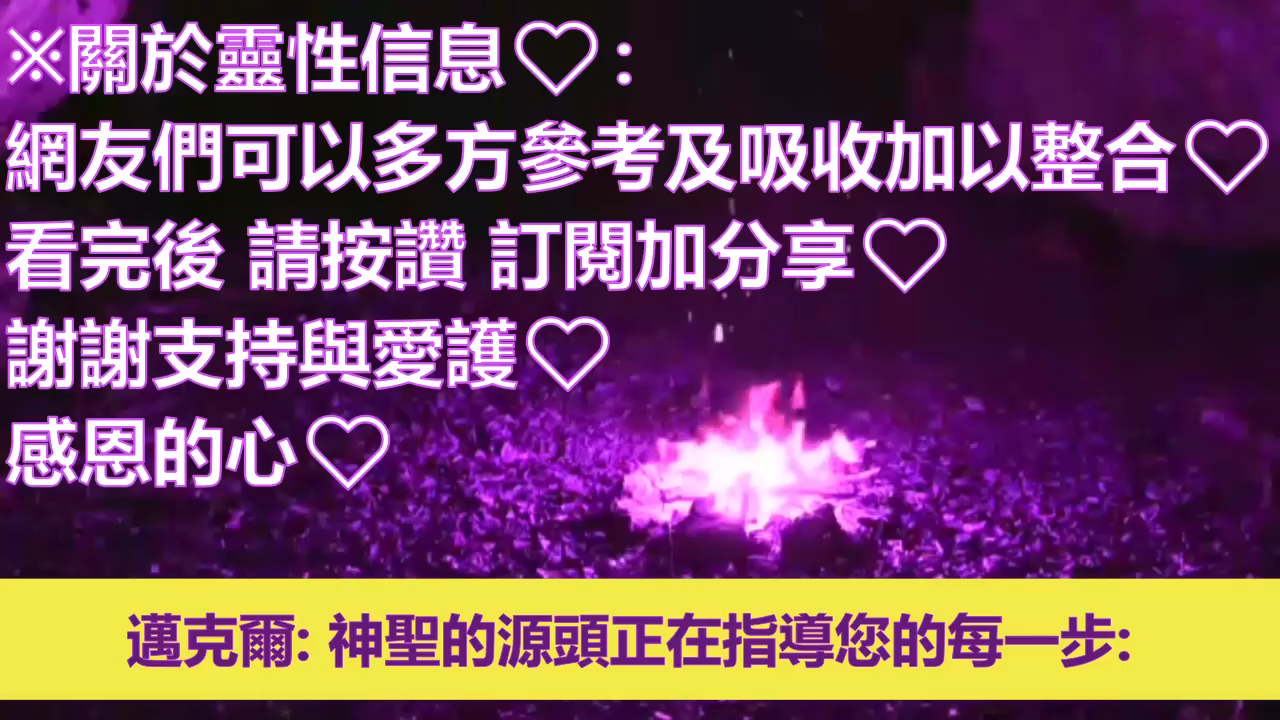 ※關於靈性信息♡:
網友們可以多方參考及吸收加以整合♡
看完後 請按讚 訂閱加分享♡
謝謝支持與愛護♡
感恩的心♡
邁克爾: 神聖的源頭正在指導您的每一步: